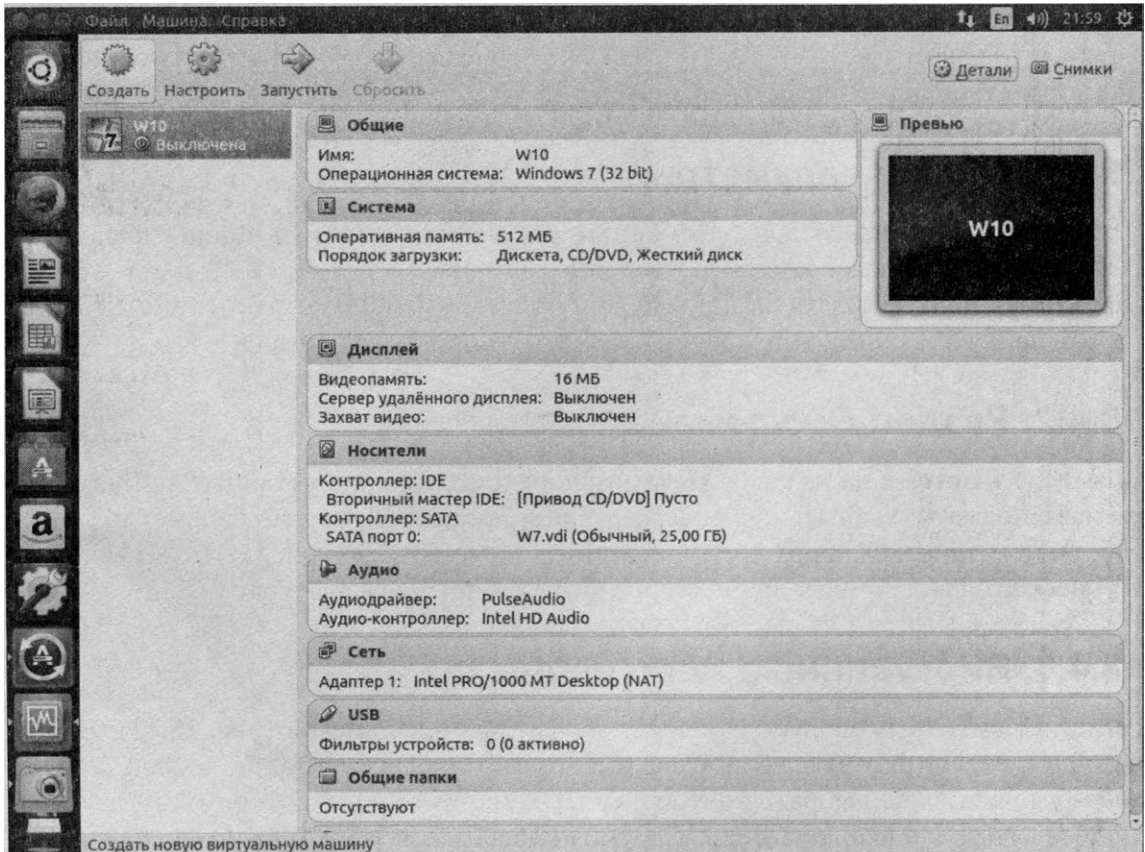 Файл Машина Справка
En 21:59
Создать Настроить Запустить Сбросить
Детали Снимки
W10
Выключена
7
Общие
Имя: W10
Операционная система: Windows 7 (32 bit)
Система
Оперативная память: 512 МБ
Порядок загрузки: Дискета, CD/DVD, Жесткий диск
Превью
W10
Дисплей
Видеопамять: 16 МБ
Сервер удалённого дисплея: Выключен
Захват видео: Выключен
Носители
Контроллер: IDE
Вторичный мастер IDE: [Привод CD/DVD] Пусто
Контроллер: SATA
SATA порт 0: W7.vdi (Обычный, 25,00 ГБ)
Аудио
Аудиодрайвер: PulseAudio
Аудио-контроллер: Intel HD Audio
Сеть
Адаптер 1: Intel PRO/1000 MT Desktop (NAT)
USB
Фильтры устройств: 0 (0 активно)
Общие папки
Отсутствуют
a
Создать новую виртуальную машину